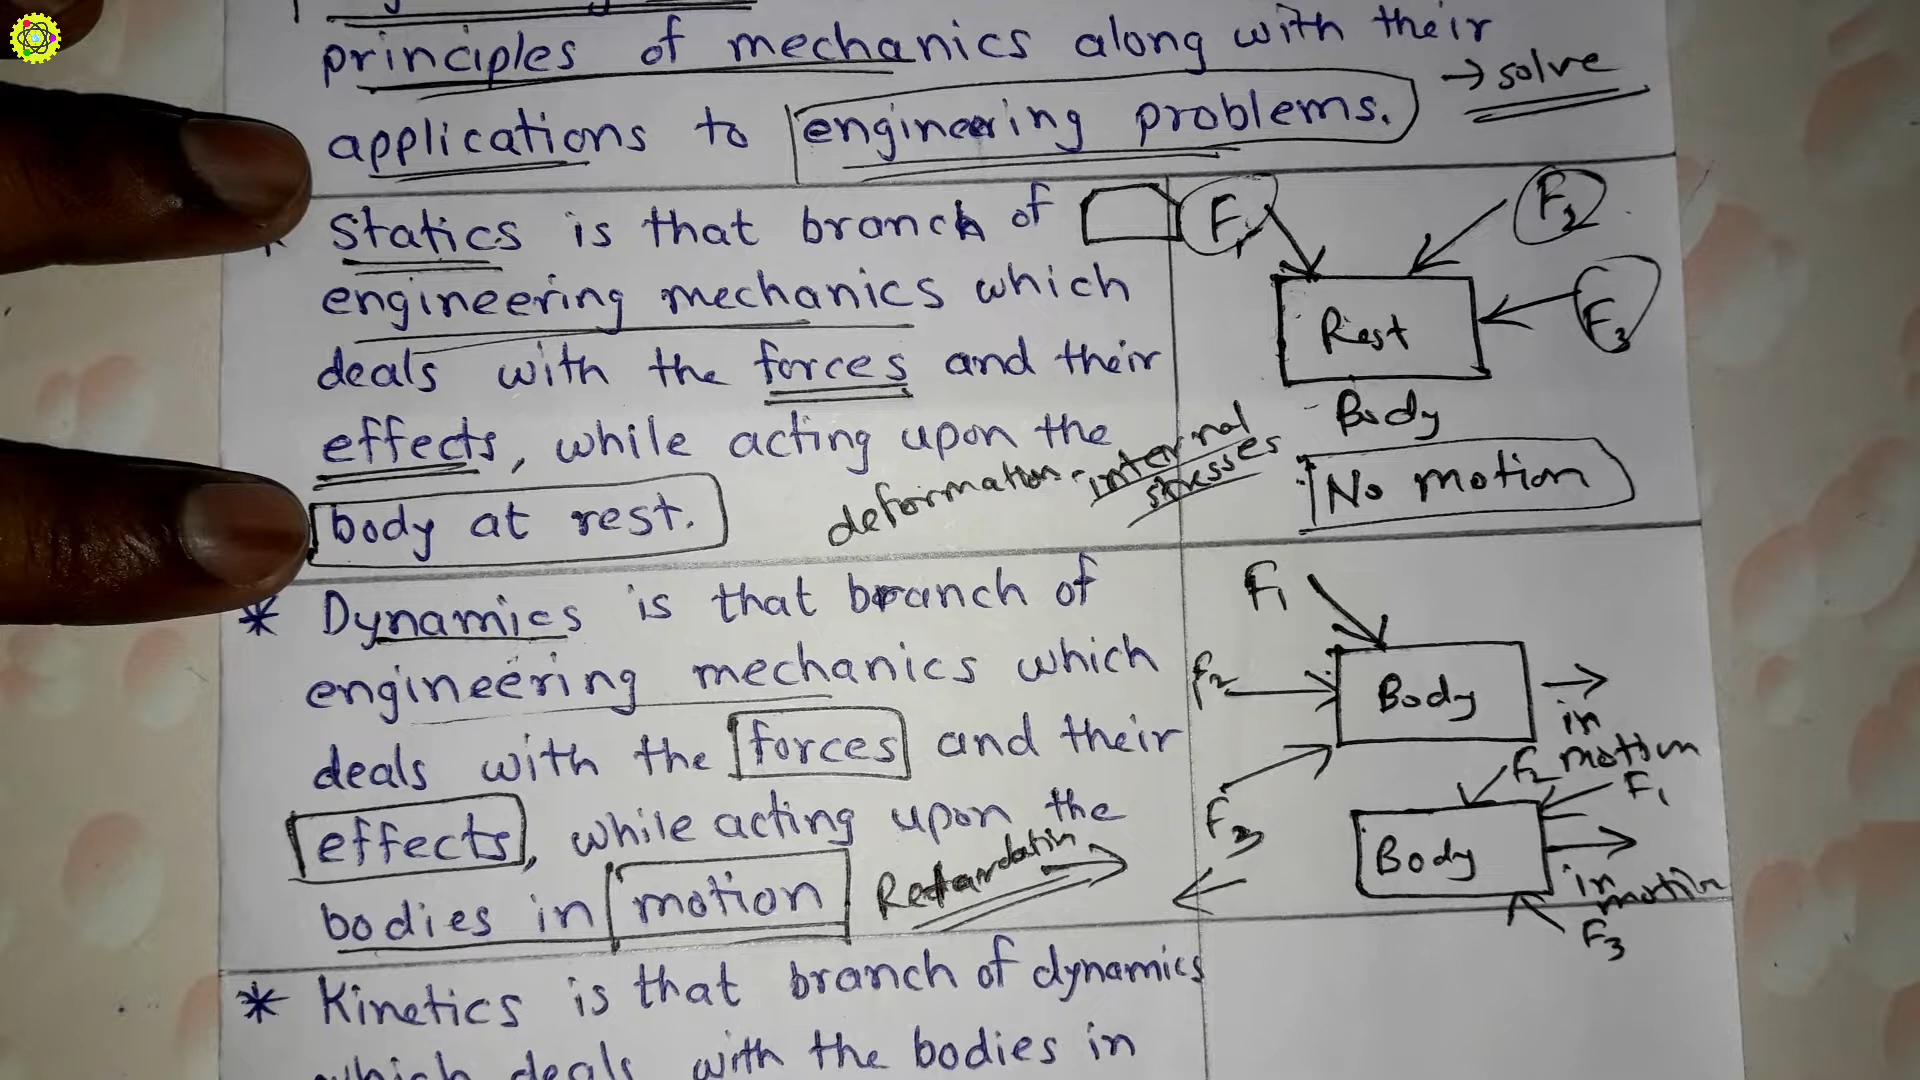 principles of mechanics along with their
applications to engineering problems. → solve
Statics is that branch of
engineering mechanics which
deals with the forces and their
effects, while acting upon the
body at rest.
deformation - internal
stresses
F1
F2
F3
Rest
Body
No motion
* Dynamics is that branch of
engineering mechanics which
deals with the forces and their
effects, while acting upon the
bodies in motion
Retardatin
F1
F2
F3
Body
in
motion
F2
F1
Body
in
motion
F3
* Kinetics is that branch of dynamics
which deals with the bodies in